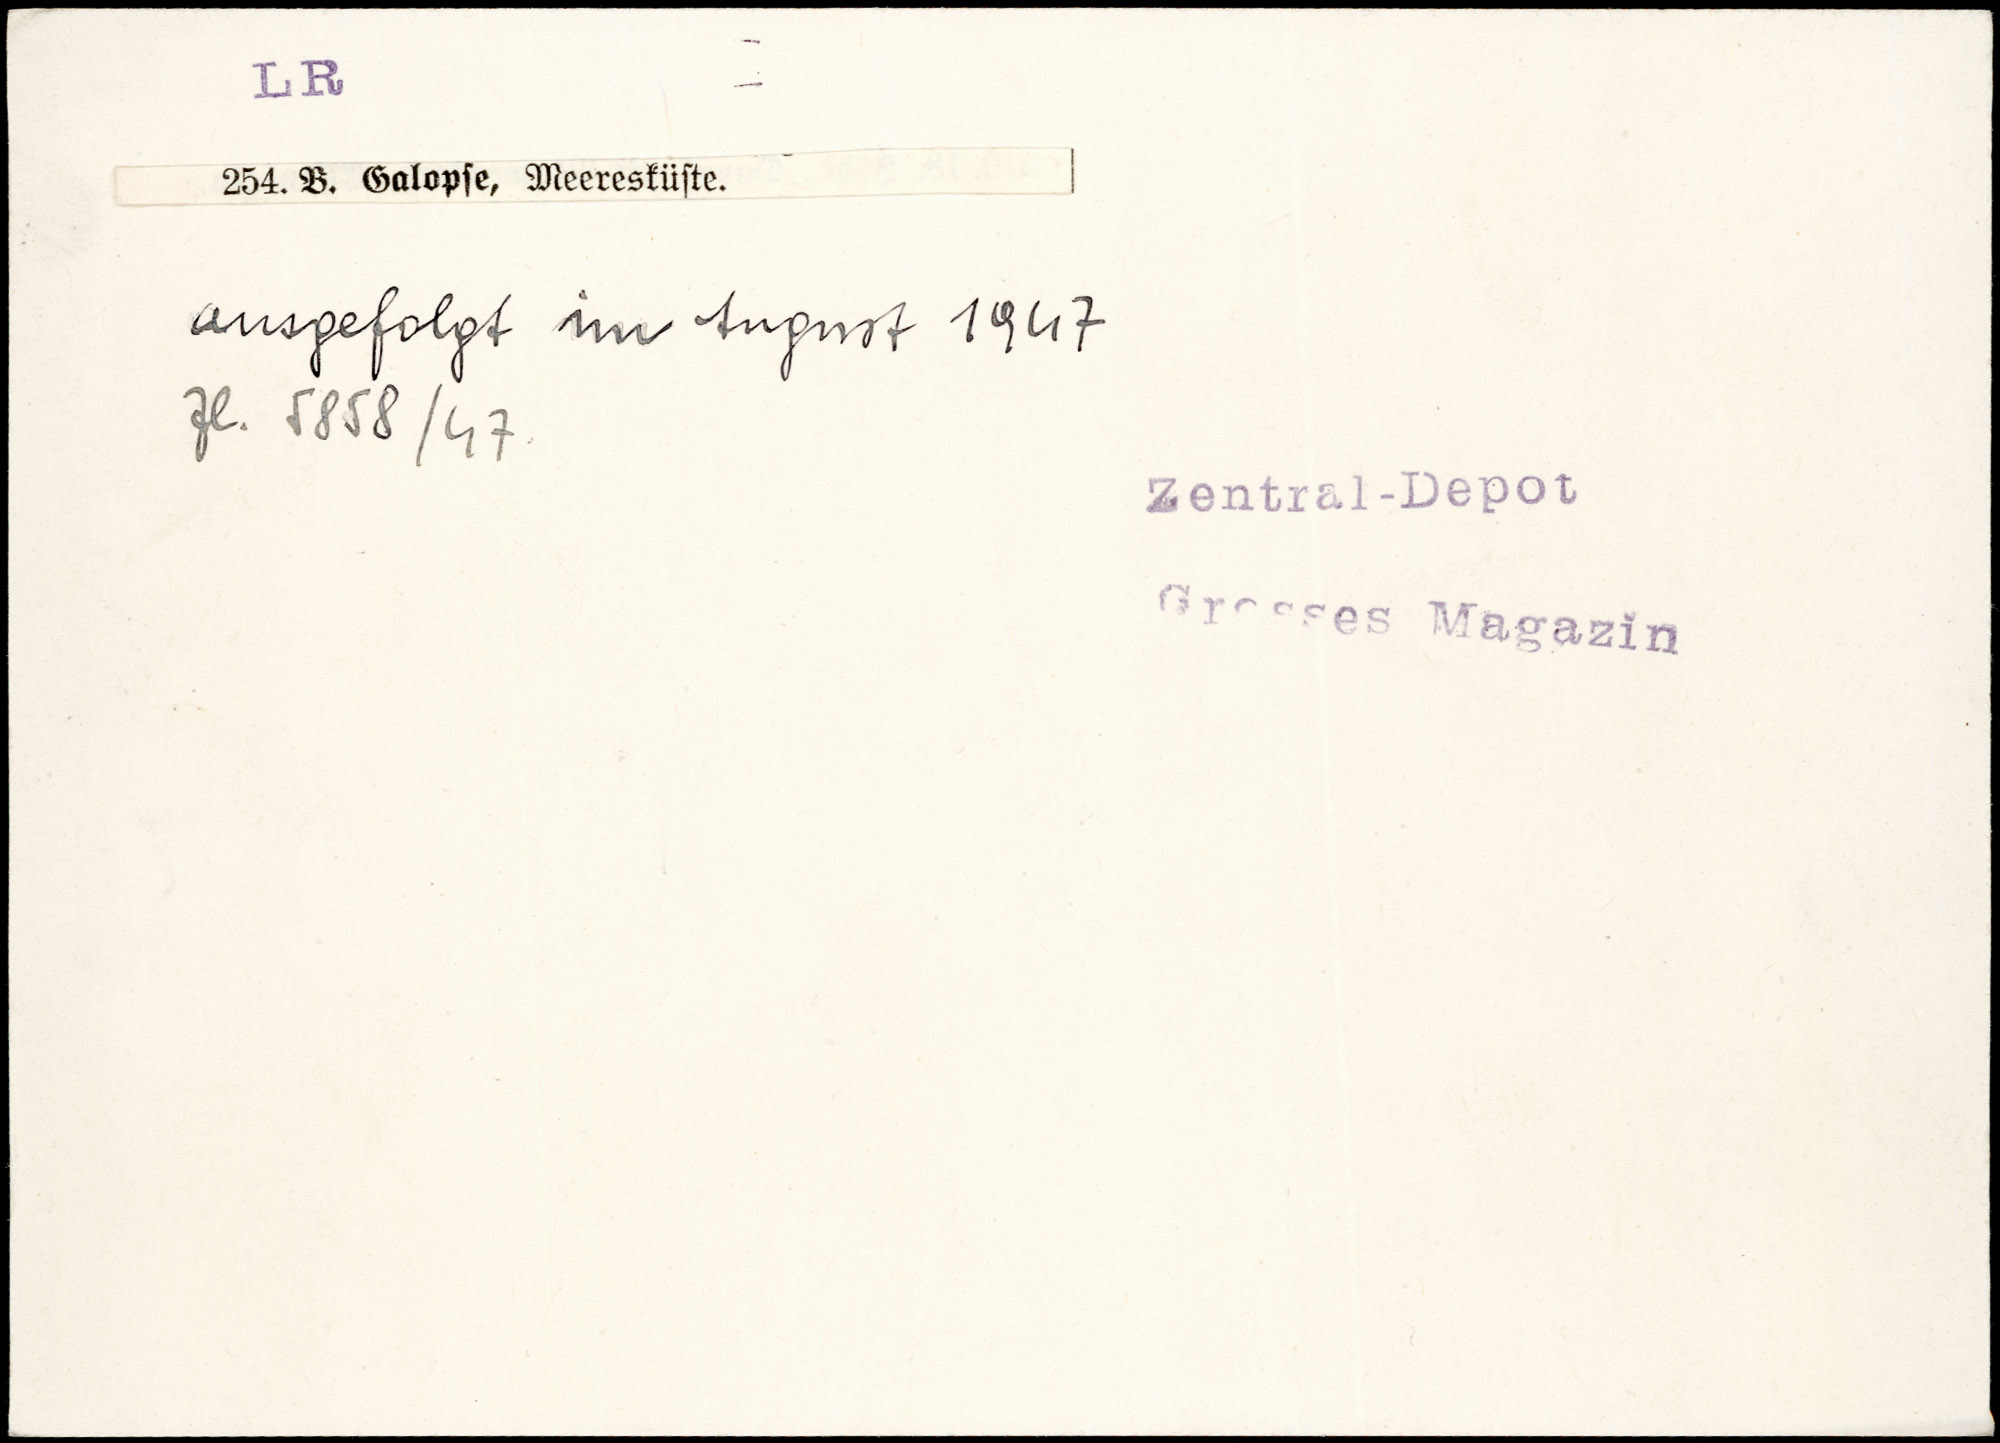 LR
254. B. Galopſe, Meeresküſte.
ausgefolgt im August 1947
Zl. 5858/47.
Zentral-Depot
Grosses Magazin